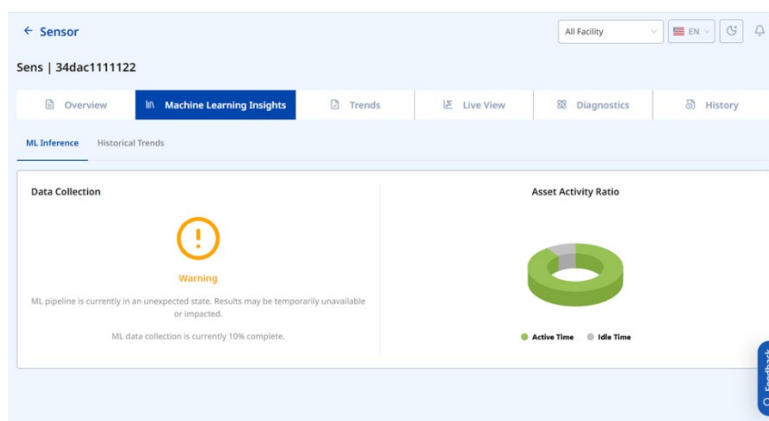 Sensor
All Facility
EN
Sens | 34dac1111122
Overview
Machine Learning Insights
Trends
Live View
Diagnostics
History
ML Inference
Historical Trends
Data Collection
Warning
ML pipeline is currently in an unexpected state. Results may be temporarily unavailable
or impacted.
ML data collection is currently 10% complete.
Asset Activity Ratio
Active Time
Idle Time
Feedback